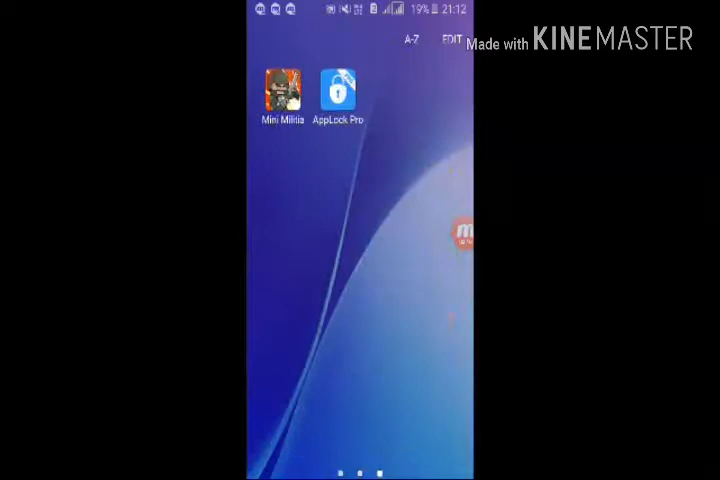 19% 21:12
A-Z EDIT
Made with KINEMASTER
Mini Militia AppLock Pro
m